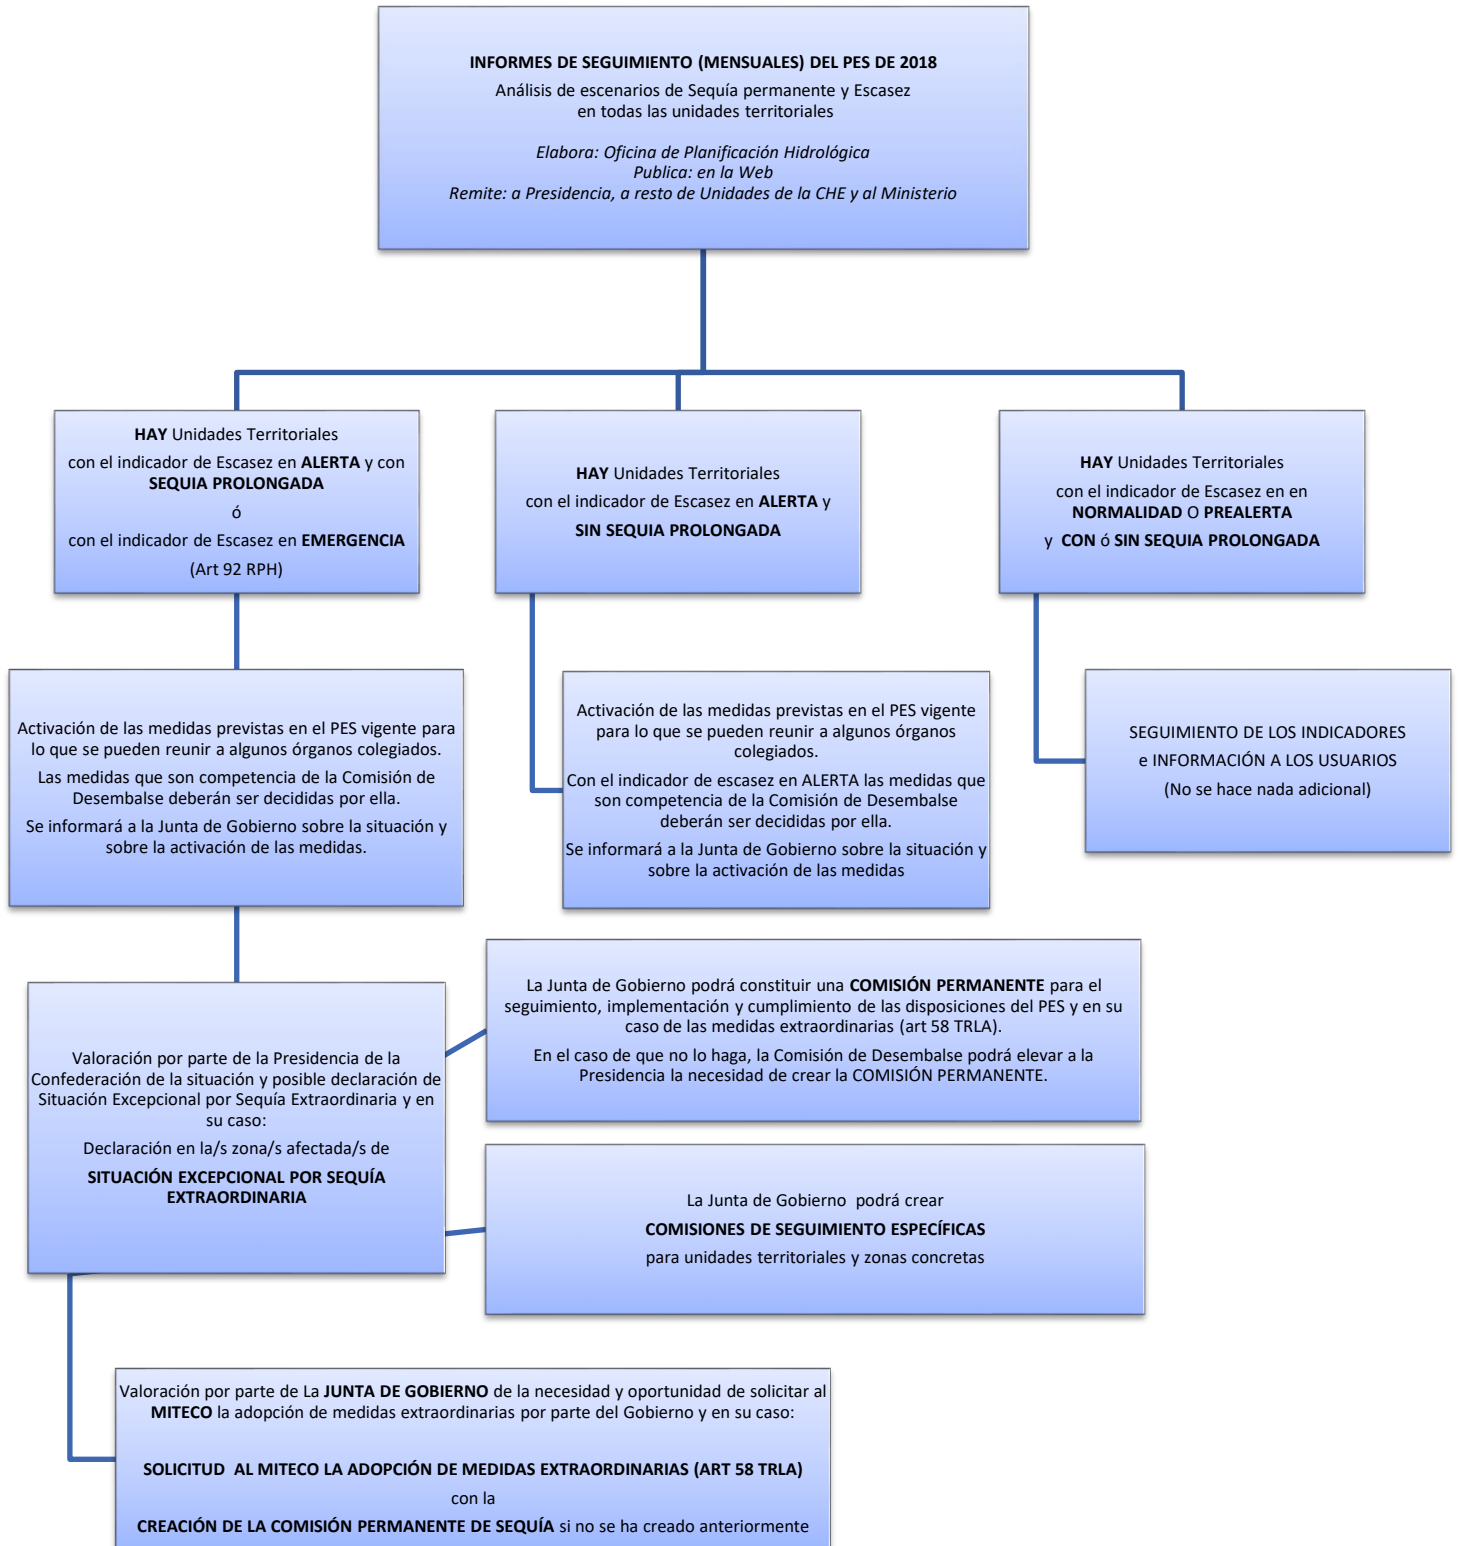 INFORMES DE SEGUIMIENTO (MENSUALES) DEL PES DE 2018
Análisis de escenarios de Sequía permanente y Escasez
en todas las unidades territoriales
Elabora: Oficina de Planificación Hidrológica
Publica: en la Web
Remite: a Presidencia, a resto de Unidades de la CHE y al Ministerio
HAY Unidades Territoriales
con el indicador de Escasez en ALERTA y con
SEQUIA PROLONGADA
ó
con el indicador de Escasez en EMERGENCIA
(Art 92 RPH)
HAY Unidades Territoriales
con el indicador de Escasez en ALERTA y
SIN SEQUIA PROLONGADA
HAY Unidades Territoriales
con el indicador de Escasez en en
NORMALIDAD O PREALERTA
y CON ó SIN SEQUIA PROLONGADA
Activación de las medidas previstas en el PES vigente para
lo que se pueden reunir a algunos órganos colegiados.
Las medidas que son competencia de la Comisión de
Desembalse deberán ser decididas por ella.
Se informará a la Junta de Gobierno sobre la situación y
sobre la activación de las medidas.
Activación de las medidas previstas en el PES vigente
para lo que se pueden reunir a algunos órganos
colegiados.
Con el indicador de escasez en ALERTA las medidas que
son competencia de la Comisión de Desembalse
deberán ser decididas por ella.
Se informará a la Junta de Gobierno sobre la situación y
sobre la activación de las medidas
SEGUIMIENTO DE LOS INDICADORES
e INFORMACIÓN A LOS USUARIOS
(No se hace nada adicional)
Valoración por parte de la Presidencia de la
Confederación de la situación y posible declaración de
Situación Excepcional por Sequía Extraordinaria y en
su caso:
Declaración en la/s zona/s afectada/s de
SITUACIÓN EXCEPCIONAL POR SEQUÍA
EXTRAORDINARIA
La Junta de Gobierno podrá constituir una COMISIÓN PERMANENTE para el
seguimiento, implementación y cumplimiento de las disposiciones del PES y en su
caso de las medidas extraordinarias (art 58 TRLA).
En el caso de que no lo haga, la Comisión de Desembalse podrá elevar a la
Presidencia la necesidad de crear la COMISIÓN PERMANENTE.
La Junta de Gobierno podrá crear
COMISIONES DE SEGUIMIENTO ESPECÍFICAS
para unidades territoriales y zonas concretas
Valoración por parte de La JUNTA DE GOBIERNO de la necesidad y oportunidad de solicitar al
MITECO la adopción de medidas extraordinarias por parte del Gobierno y en su caso:
SOLICITUD AL MITECO LA ADOPCIÓN DE MEDIDAS EXTRAORDINARIAS (ART 58 TRLA)
con la
CREACIÓN DE LA COMISIÓN PERMANENTE DE SEQUÍA si no se ha creado anteriormente